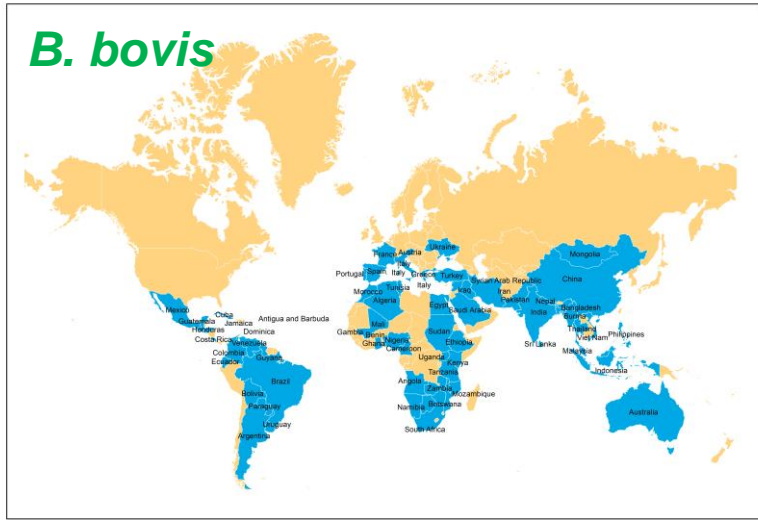 B. bovis
Ukraine
France
Austria
Italy
Mongolia
Portugal
Spain
Italy
Greece
Turkey
Syrian Arab Republic
Italy
China
Tunisia
Iraq
Iran
Morocco
Pakistan
Nepal
Algeria
Egypt
Bangladesh
Mexico
Cuba
Saudi Arabia
India
Burma
Guatemala
Jamaica
Antigua and Barbuda
Mali
Thailand
Honduras
Dominica
Gambia
Benin
Sudan
Viet Nam
Philippines
Costa Rica
Venezuela
Ghana
Nigeria
Ethiopia
Sri Lanka
Colombia
Guyana
Cameroon
Malaysia
Ecuador
Uganda
Kenya
Indonesia
Brazil
Tanzania
Angola
Bolivia
Zambia
Mozambique
Paraguay
Namibia
Botswana
Australia
Uruguay
South Africa
Argentina